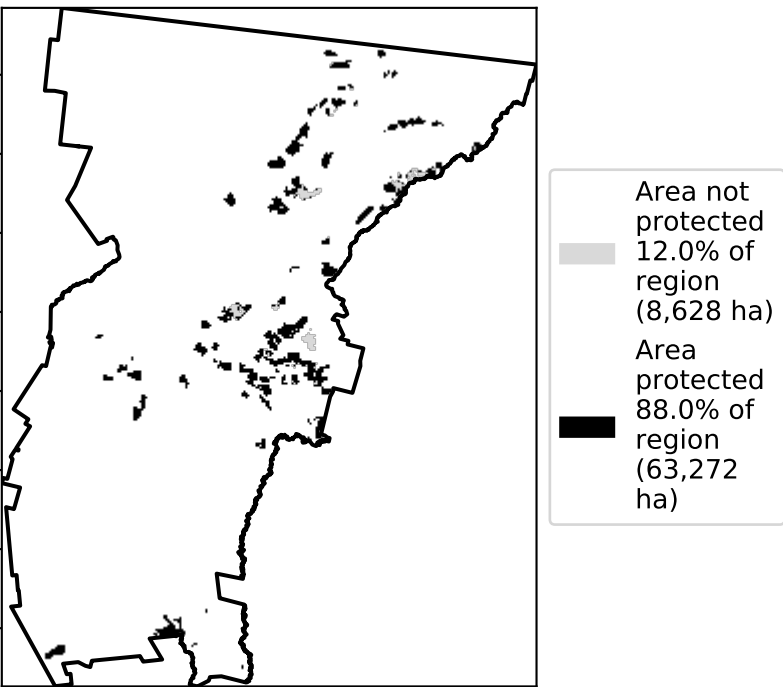 Area not
protected
12.0% of
region
(8,628 ha)
Area
protected
88.0% of
region
(63,272
ha)